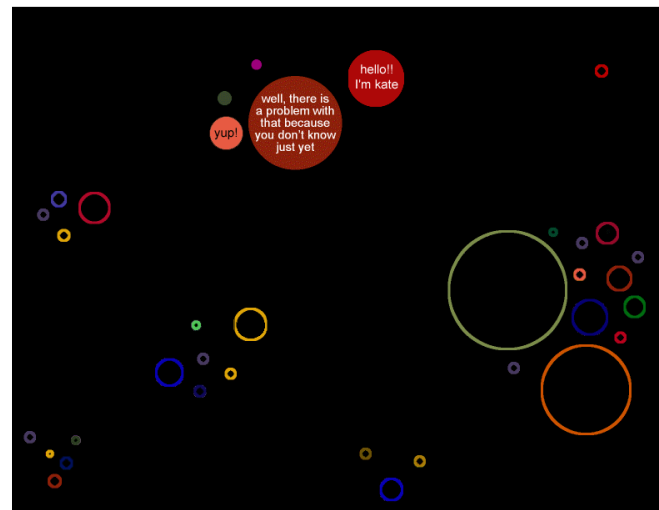 hello!!
I'm kate
well, there is
a problem with
that because
you don't know
just yet
yup!